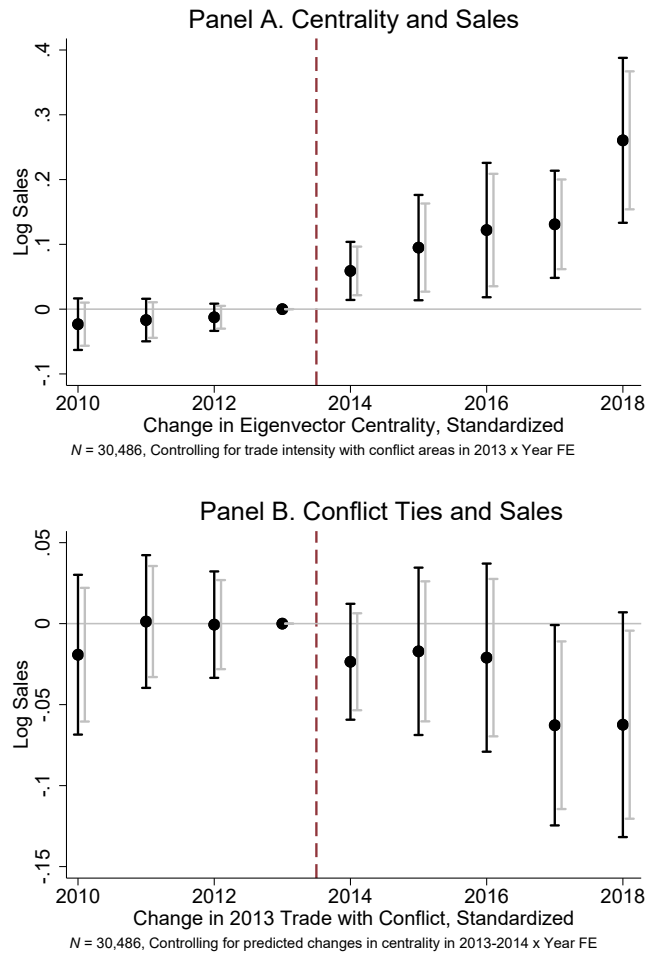 Panel A. Centrality and Sales
.4
.3
.2
.1
0
-.1
Log Sales
2010 2012 2014 2016 2018
Change in Eigenvector Centrality, Standardized
N = 30,486, Controlling for trade intensity with conflict areas in 2013 x Year FE
Panel B. Conflict Ties and Sales
.05
0
-.05
-.1
-.15
Log Sales
2010 2012 2014 2016 2018
Change in 2013 Trade with Conflict, Standardized
N = 30,486, Controlling for predicted changes in centrality in 2013-2014 x Year FE